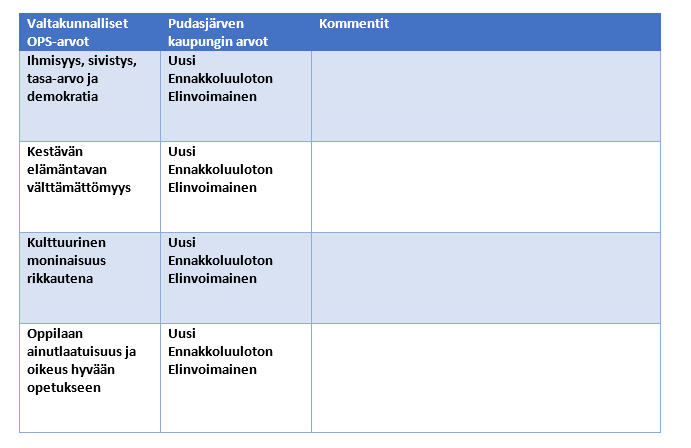 Valtakunnalliset
OPS-arvot
Pudasjärven
kaupungin arvot
Kommentit
Ihmisyys, sivistys,
tasa-arvo ja
demokratia
Uusi
Ennakkoluuloton
Elinvoimainen
Kestävän
elämäntavan
välttämättömyys
Uusi
Ennakkoluuloton
Elinvoimainen
Kulttuurinen
moninaisuus
rikkautena
Uusi
Ennakkoluuloton
Elinvoimainen
Oppilaan
ainutlaatuisuus ja
oikeus hyvään
opetukseen
Uusi
Ennakkoluuloton
Elinvoimainen